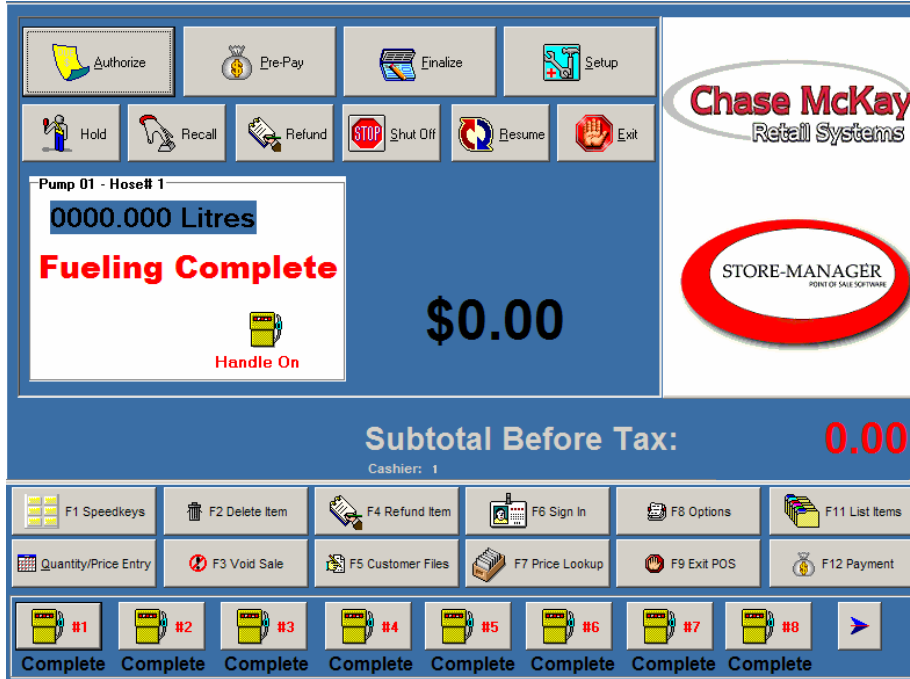 Authorize
Pre-Pay
Finalize
Setup
Hold
Recall
Refund
STOP
Shut Off
Resume
Exit
Chase McKay
Retail Systems
Pump 01 - Hose# 1
0000.000 Litres
Fueling Complete
Handle On
$0.00
STORE-MANAGER
POINT OF SALE SOFTWARE
Subtotal Before Tax: 0.00
Cashier: 1
F1 Speedkeys
F2 Delete Item
F4 Refund Item
F6 Sign In
F8 Options
F11 List Items
Quantity/Price Entry
F3 Void Sale
F5 Customer Files
F7 Price Lookup
F9 Exit POS
F12 Payment
#1
#2
#3
#4
#5
#6
#7
#8
Complete Complete Complete Complete Complete Complete Complete Complete